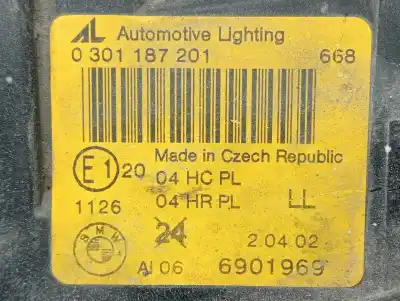 AL Automotive Lighting
0 301 187 201 668
E1 20
Made in Czech Republic
04 HC PL
04 HR PL LL
1126
BMW
24
2.04.02
AI 06 6901969